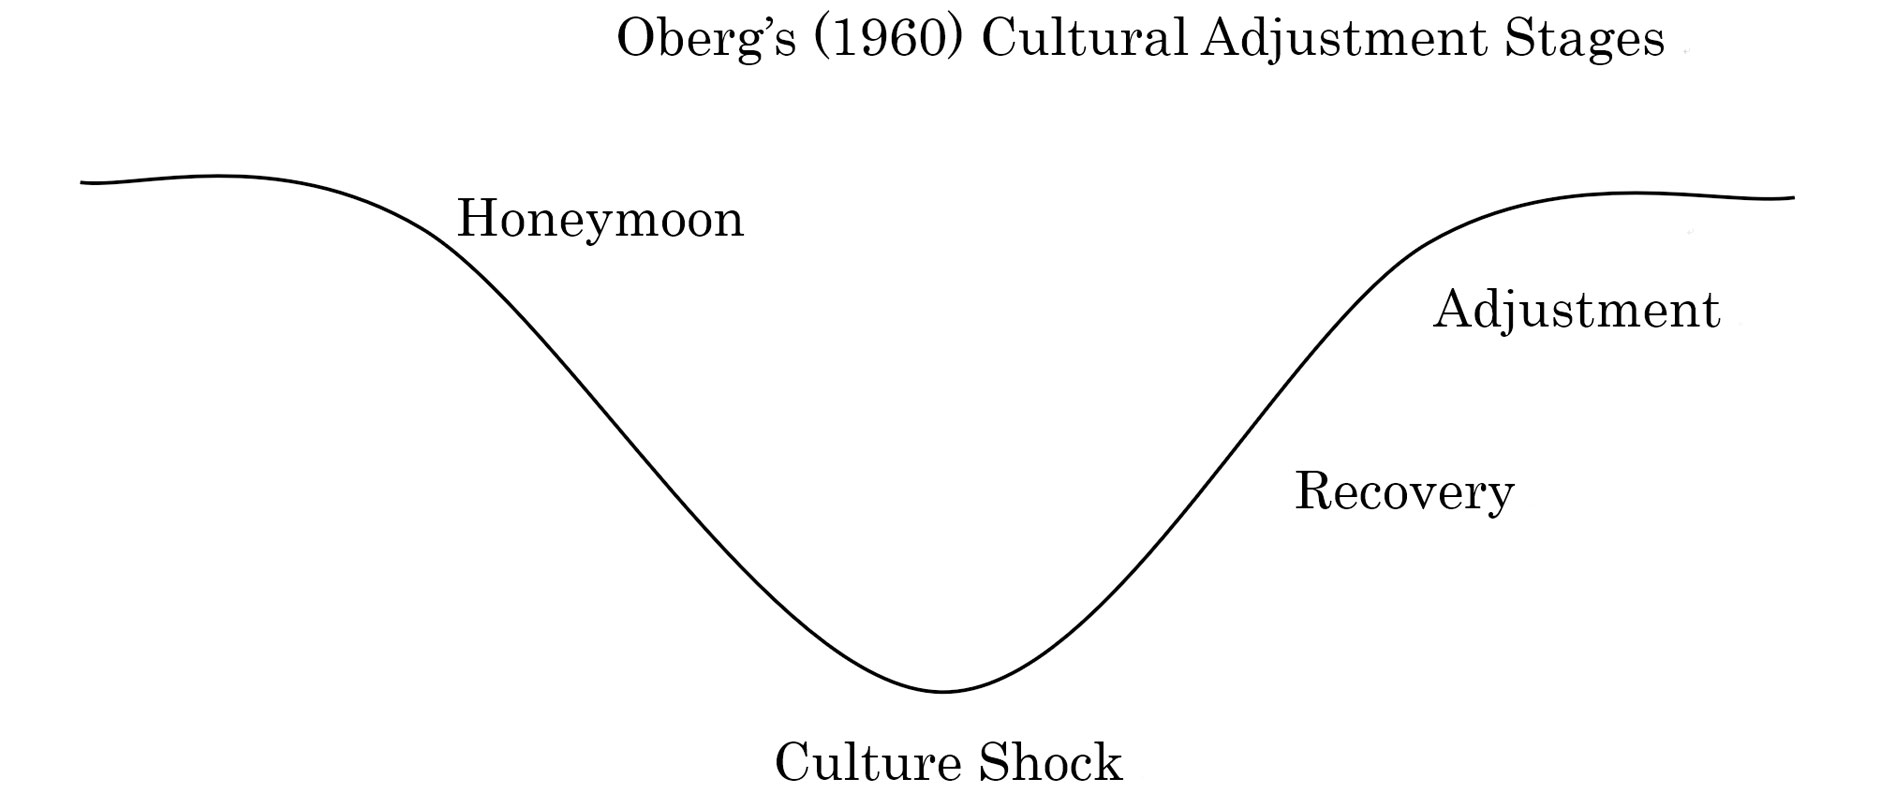 Oberg’s (1960) Cultural Adjustment Stages
Honeymoon
Adjustment
Recovery
Culture Shock